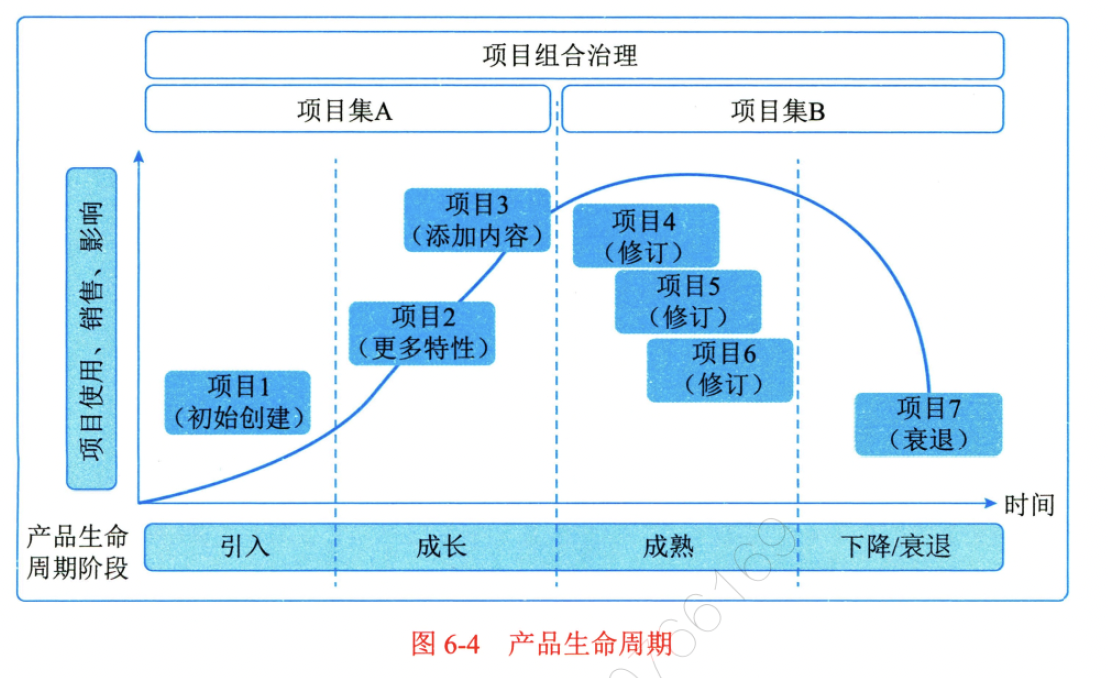 项目组合治理
项目集A
项目集B
项目使用、销售、影响
项目3
（添加内容）
项目4
（修订）
项目5
（修订）
项目2
（更多特性）
项目6
（修订）
项目1
（初始创建）
项目7
（衰退）
时间
产品生命
周期阶段
引入
成长
成熟
下降/衰退
图 6-4 产品生命周期